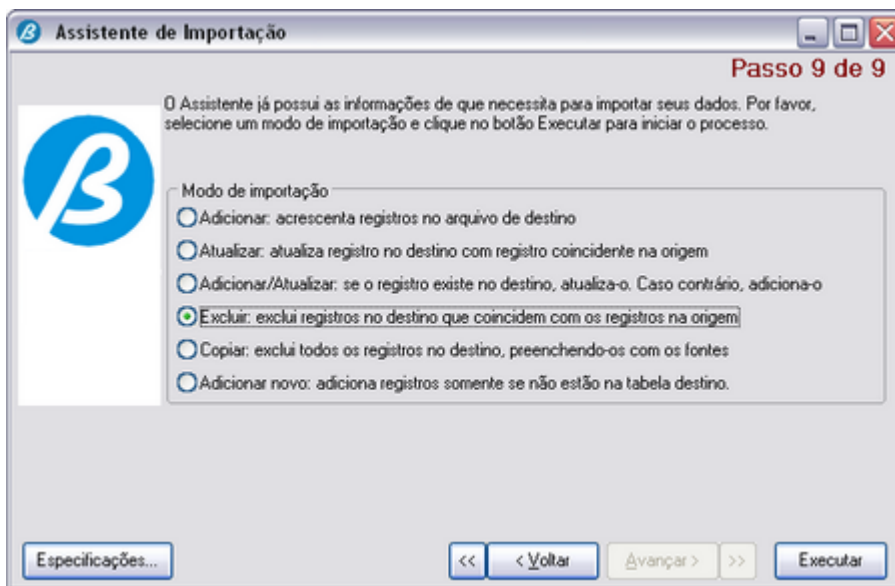 Assistente de Importação
Passo 9 de 9
O Assistente já possui as informações de que necessita para importar seus dados. Por favor,
selecione um modo de importação e clique no botão Executar para iniciar o processo.
Modo de importação
Adicionar: acrescenta registros no arquivo de destino
Atualizar: atualiza registro no destino com registro coincidente na origem
Adicionar/Atualizar: se o registro existe no destino, atualiza-o. Caso contrário, adiciona-o
Excluir: exclui registros no destino que coincidem com os registros na origem
Copiar: exclui todos os registros no destino, preenchendo-os com os fontes
Adicionar novo: adiciona registros somente se não estão na tabela destino.
Especificações...
<<
< Voltar
Avançar >
>>
Executar